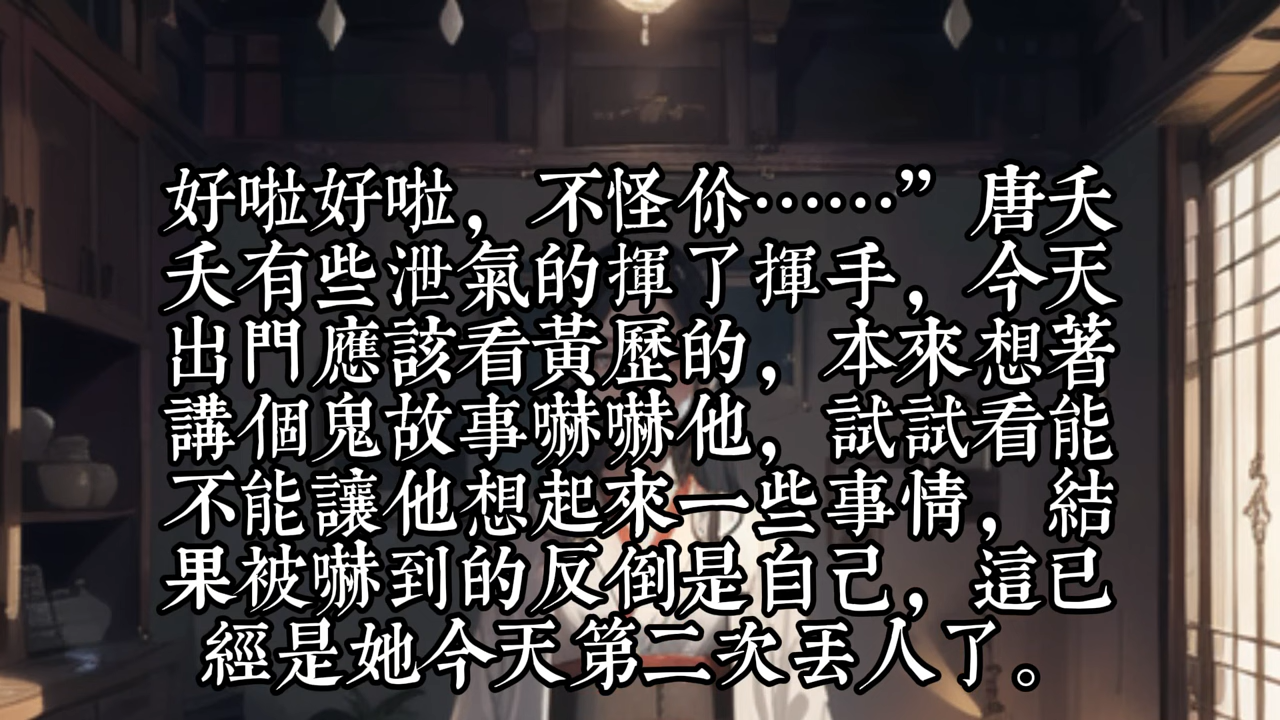 好啦好啦，不怪你……”唐夭
夭有些泄氣的揮了揮手，今天
出門應該看黃歷的，本來想著
講個鬼故事嚇嚇他，試試看能
不能讓他想起來一些事情，結
果被嚇到的反倒是自己，這已
經是她今天第二次丟人了。